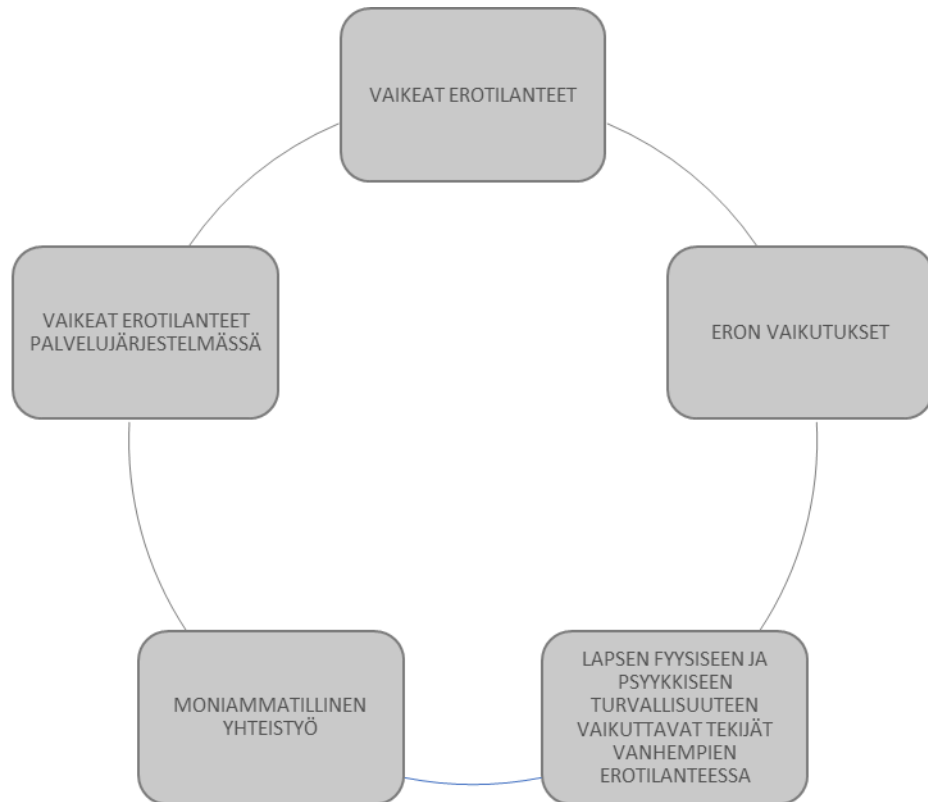 VAIKEAT EROTILANTEET
ERON VAIKUTUKSET
LAPSEN FYYSISEEN JA
PSYYKKISEEN
TURVALLISUUTEEN
VAIKUTTAVAT TEKIJÄT
VANHEMPIEN
EROTILANTEESSA
MONIAMMATILLINEN
YHTEISTYÖ
VAIKEAT EROTILANTEET
PALVELUJÄRJESTELMÄSSÄ